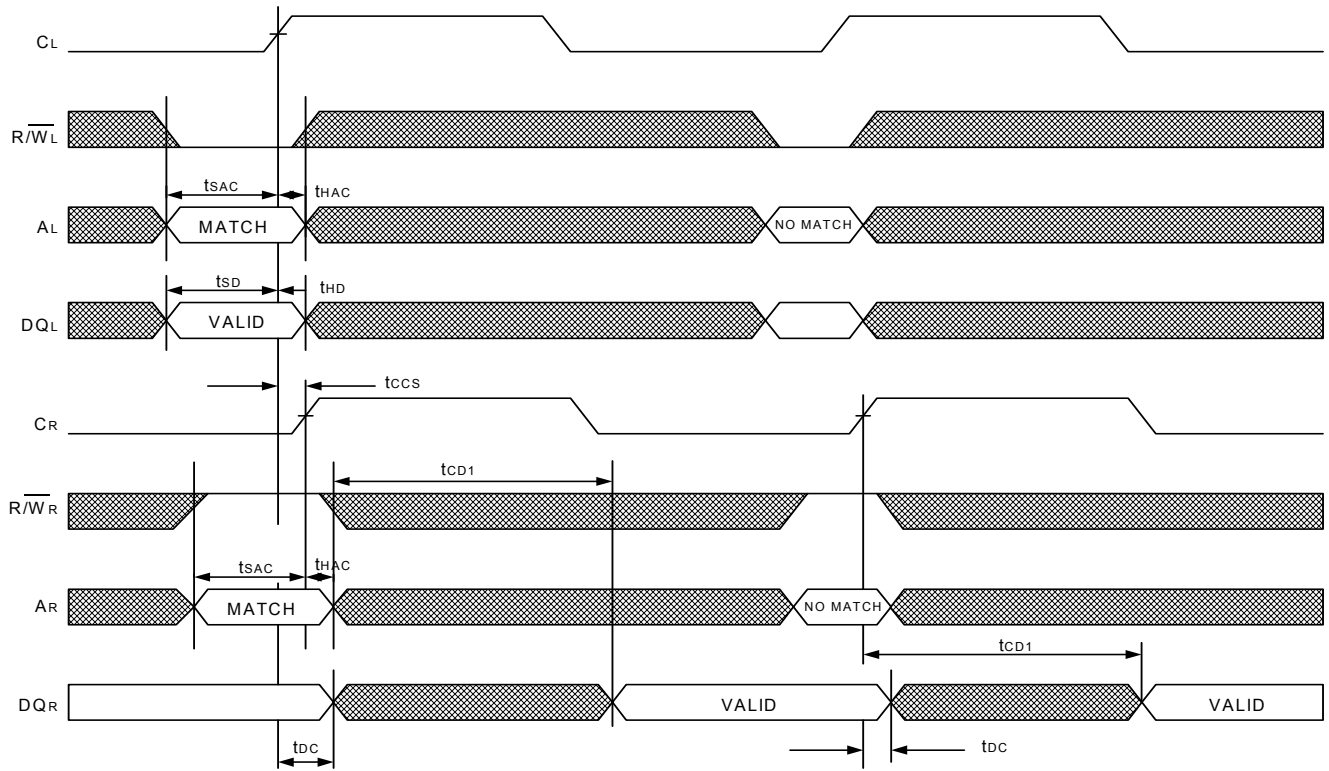 CL
R/WL
tSAC tHAC
AL MATCH NO MATCH
tSD tHD
DQL VALID
tCCS
CR
tCD1
R/WR
tSAC tHAC
AR MATCH NO MATCH
tCD1
DQR VALID VALID
tDC tDC